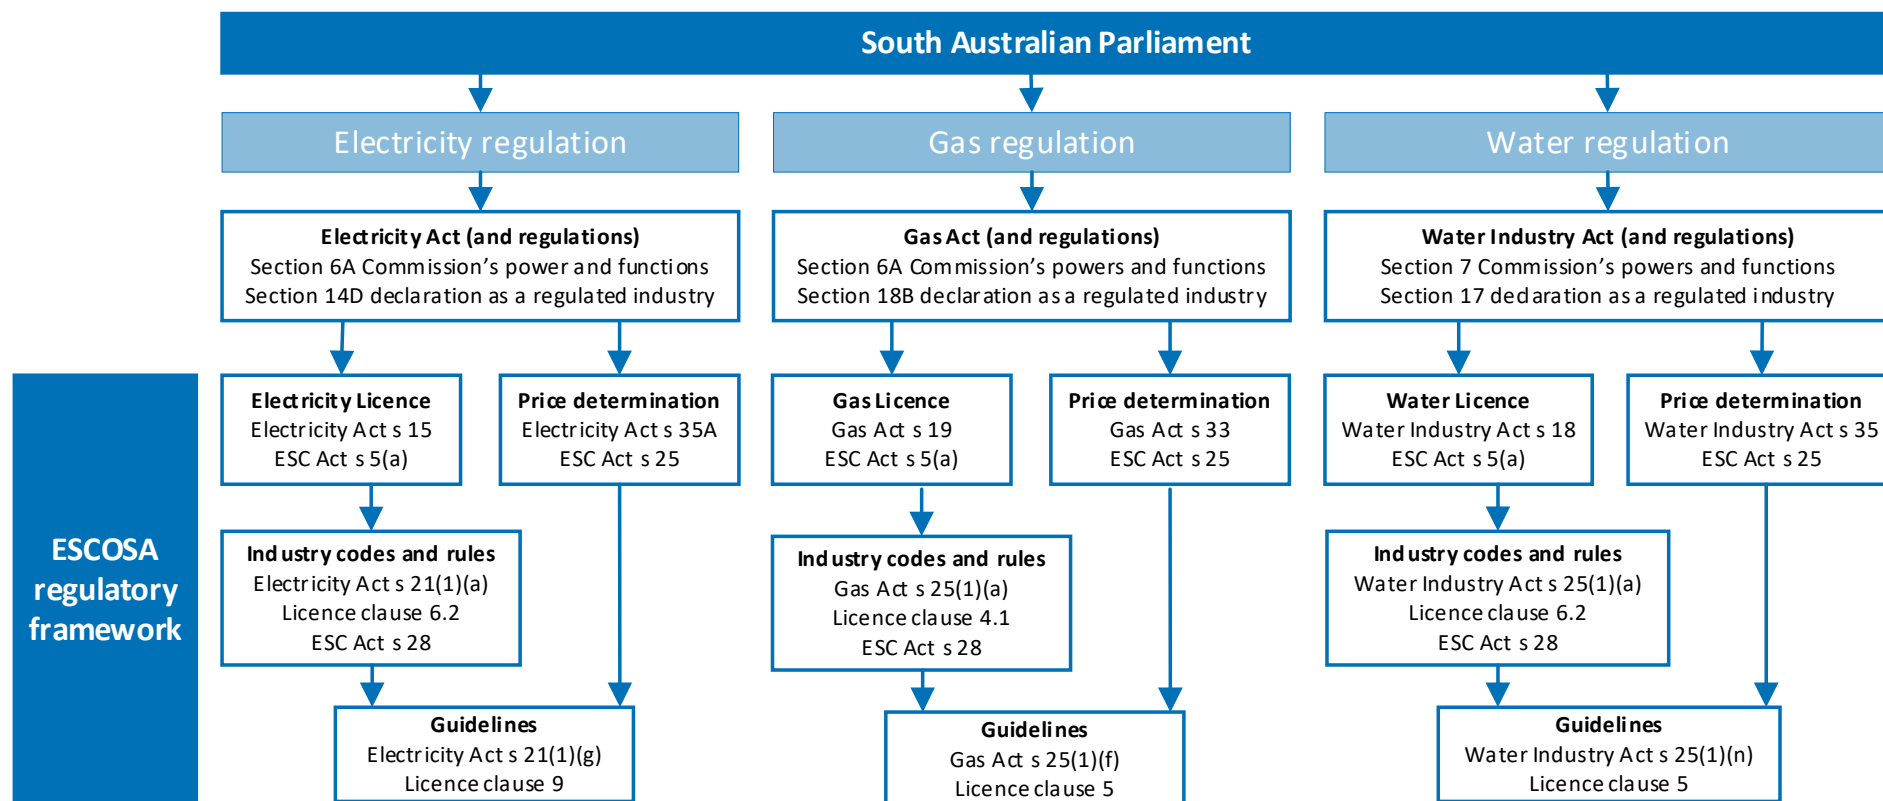 South Australian Parliament
Electricity regulation
Gas regulation
Water regulation
Electricity Act (and regulations)
Section 6A Commission's power and functions
Section 14D declaration as a regulated industry
Gas Act (and regulations)
Section 6A Commission's powers and functions
Section 18B declaration as a regulated industry
Water Industry Act (and regulations)
Section 7 Commission's powers and functions
Section 17 declaration as a regulated industry
ESCOSA
regulatory
framework
Electricity Licence
Electricity Act s 15
ESC Act s 5(a)
Price determination
Electricity Act s 35A
ESC Act s 25
Gas Licence
Gas Act s 19
ESC Act s 5(a)
Price determination
Gas Act s 33
ESC Act s 25
Water Licence
Water Industry Act s 18
ESC Act s 5(a)
Price determination
Water Industry Act s 35
ESC Act s 25
Industry codes and rules
Electricity Act s 21(1)(a)
Licence clause 6.2
ESC Act s 28
Industry codes and rules
Gas Act s 25(1)(a)
Licence clause 4.1
ESC Act s 28
Industry codes and rules
Water Industry Act s 25(1)(a)
Licence clause 6.2
ESC Act s 28
Guidelines
Electricity Act s 21(1)(g)
Licence clause 9
Guidelines
Gas Act s 25(1)(f)
Licence clause 5
Guidelines
Water Industry Act s 25(1)(n)
Licence clause 5